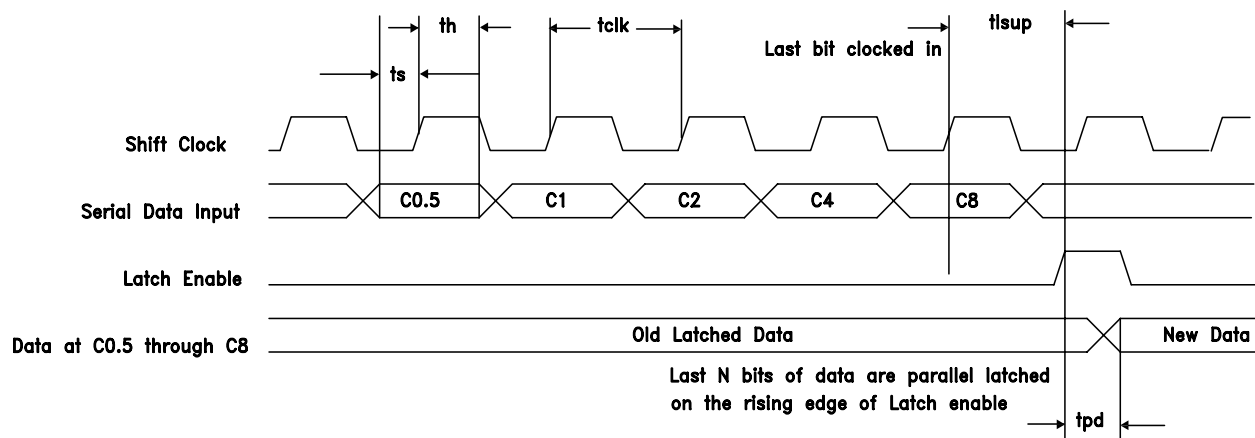 th
tclk
tlsup
Last bit clocked in
ts
Shift Clock
C0.5
C1
C2
C4
C8
Serial Data Input
Latch Enable
Old Latched Data
New Data
Data at C0.5 through C8
Last N bits of data are parallel latched
on the rising edge of Latch enable
tpd